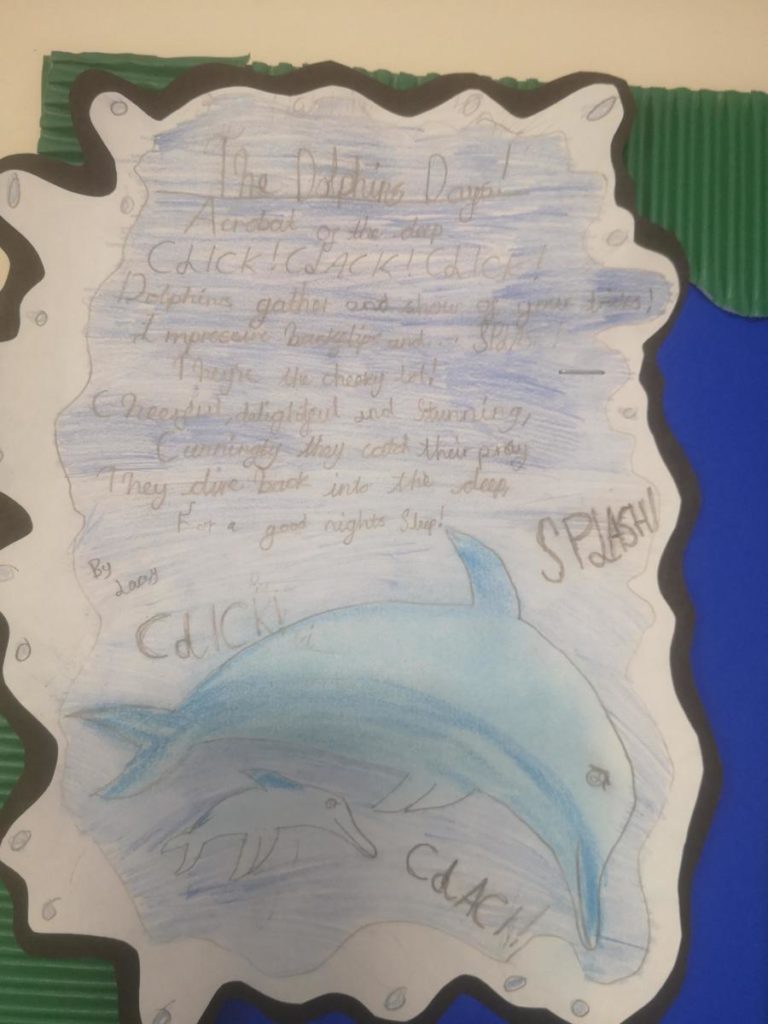 The Dolphins Days!
Acrobat of the deep
CLICK! CLACK! CLICK!
Dolphins gather and show of your tricks!
Impressive backflips and... SPLASH!
They're the cheeky lot!
Cheerful, delightful and Stunning,
Cunningly they catch their pray
They dive back into the deep,
For a good nights Sleep!
By
SPLASH!
CLICK!
CLACK!